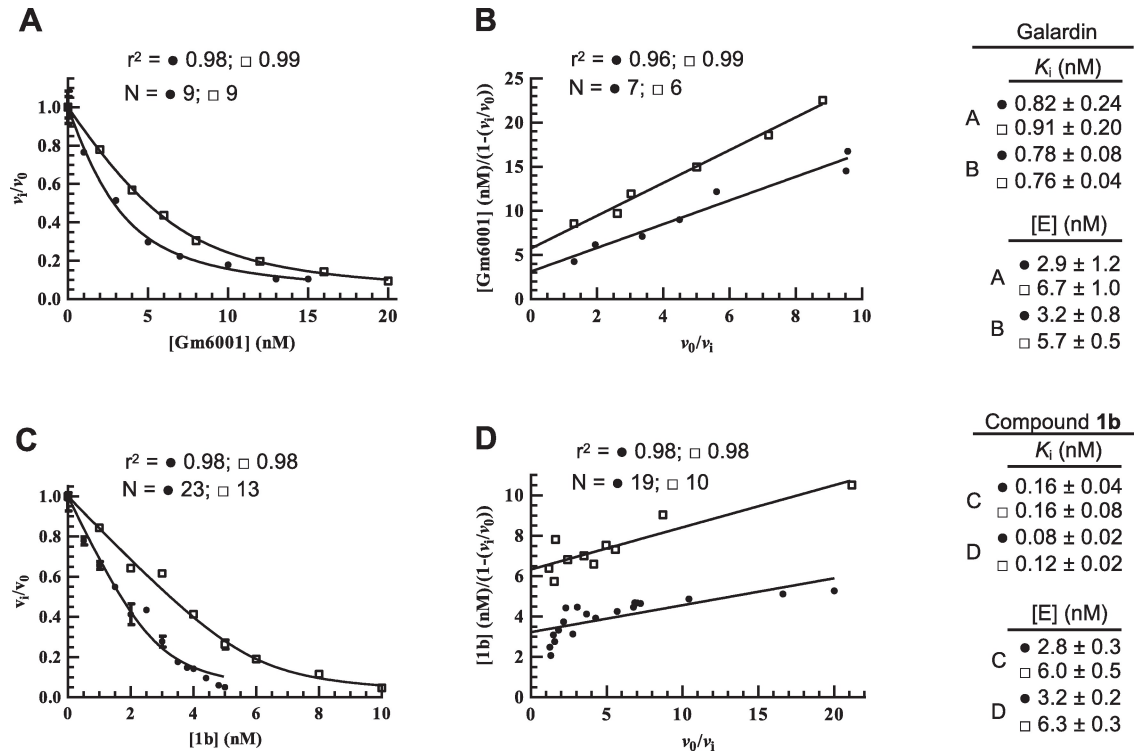 A
r² = ● 0.98; □ 0.99
N = ● 9; □ 9
vi/v0
1.0
0.8
0.6
0.4
0.2
0.0
0 5 10 15 20
[Gm6001] (nM)
B
r² = ● 0.96; □ 0.99
N = ● 7; □ 6
[Gm6001] (nM)/(1-(vi/v0))
25
20
15
10
5
0
0 2 4 6 8 10
v0/vi
Galardin
Ki (nM)
A ● 0.82 ± 0.24
□ 0.91 ± 0.20
B ● 0.78 ± 0.08
□ 0.76 ± 0.04
[E] (nM)
A ● 2.9 ± 1.2
□ 6.7 ± 1.0
B ● 3.2 ± 0.8
□ 5.7 ± 0.5
C
r² = ● 0.98; □ 0.98
N = ● 23; □ 13
vi/v0
1.0
0.8
0.6
0.4
0.2
0.0
0 2 4 6 8 10
[1b] (nM)
D
r² = ● 0.98; □ 0.98
N = ● 19; □ 10
[1b] (nM)/(1-(vi/v0))
10
8
6
4
2
0
0 5 10 15 20
v0/vi
Compound 1b
Ki (nM)
C ● 0.16 ± 0.04
□ 0.16 ± 0.08
D ● 0.08 ± 0.02
□ 0.12 ± 0.02
[E] (nM)
C ● 2.8 ± 0.3
□ 6.0 ± 0.5
D ● 3.2 ± 0.2
□ 6.3 ± 0.3